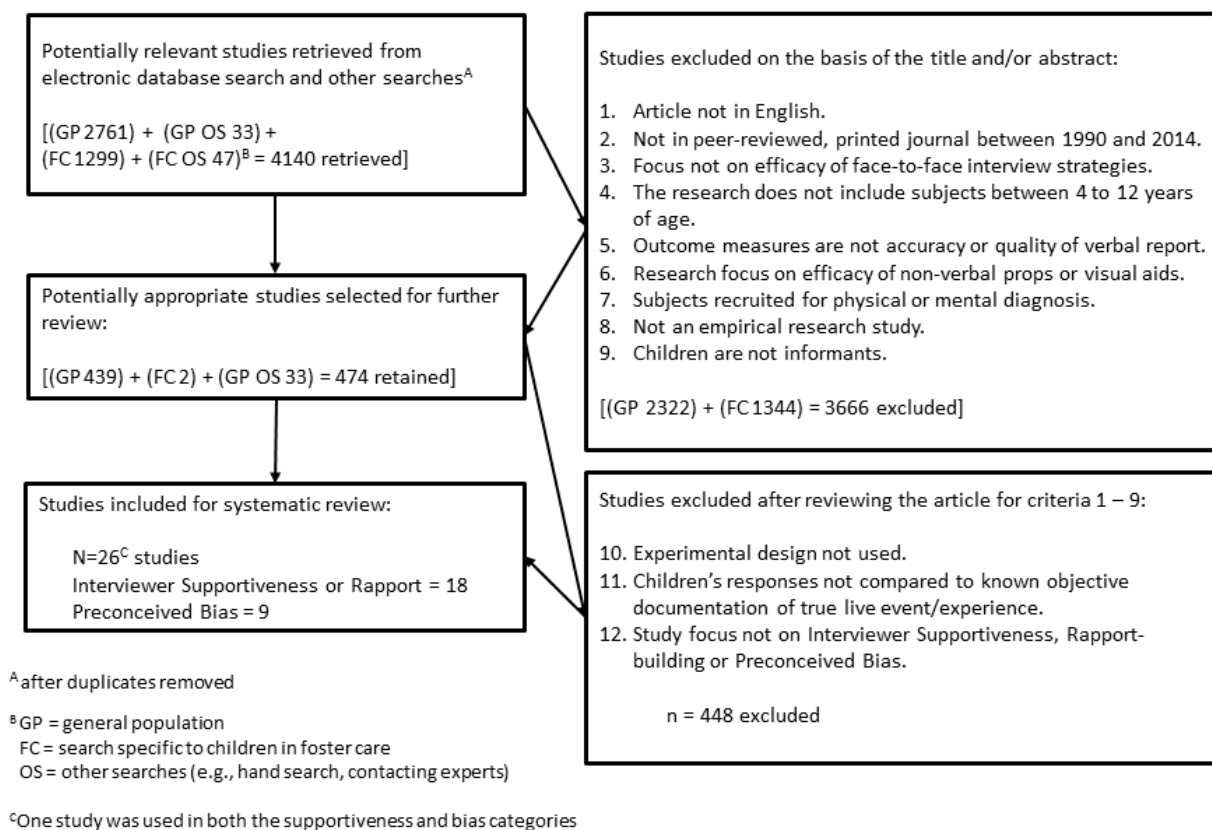 Potentially relevant studies retrieved from
electronic database search and other searchesA
[(GP 2761) + (GP OS 33) +
(FC 1299) + (FC OS 47)B = 4140 retrieved]
Studies excluded on the basis of the title and/or abstract:
1. Article not in English.
2. Not in peer-reviewed, printed journal between 1990 and 2014.
3. Focus not on efficacy of face-to-face interview strategies.
4. The research does not include subjects between 4 to 12 years
of age.
5. Outcome measures are not accuracy or quality of verbal report.
6. Research focus on efficacy of non-verbal props or visual aids.
7. Subjects recruited for physical or mental diagnosis.
8. Not an empirical research study.
9. Children are not informants.
[(GP 2322) + (FC 1344) = 3666 excluded]
Potentially appropriate studies selected for further
review:
[(GP 439) + (FC 2) + (GP OS 33) = 474 retained]
Studies included for systematic review:
N=26C studies
Interviewer Supportiveness or Rapport = 18
Preconceived Bias = 9
Studies excluded after reviewing the article for criteria 1 – 9:
10. Experimental design not used.
11. Children's responses not compared to known objective
documentation of true live event/experience.
12. Study focus not on Interviewer Supportiveness, Rapport-
building or Preconceived Bias.
n = 448 excluded
A after duplicates removed
B GP = general population
FC = search specific to children in foster care
OS = other searches (e.g., hand search, contacting experts)
COne study was used in both the supportiveness and bias categories